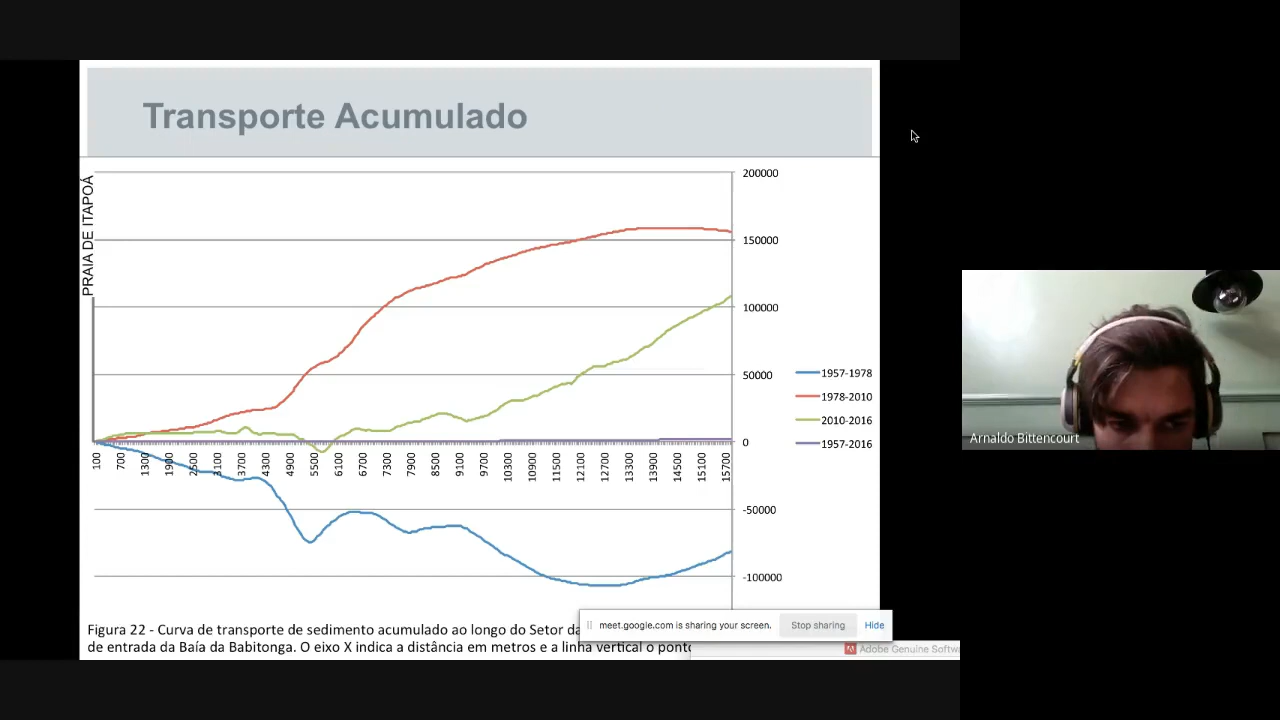 Transporte Acumulado
PRAIA DE ITAPOÁ
200000
150000
100000
50000
0
-50000
-100000
100 700 1300 1900 2500 3100 3700 4300 4900 5500 6100 6700 7300 7900 8500 9100 9700 10300 10900 11500 12100 12700 13300 13900 14500 15100 15700
1957-1978
1978-2010
2010-2016
1957-2016
Arnaldo Bittencourt
meet.google.com is sharing your screen. Stop sharing Hide
Figura 22 - Curva de transporte de sedimento acumulado ao longo do Setor
de entrada da Baía da Babitonga. O eixo X indica a distância em metros e a linha vertical o
Adobe Genuine